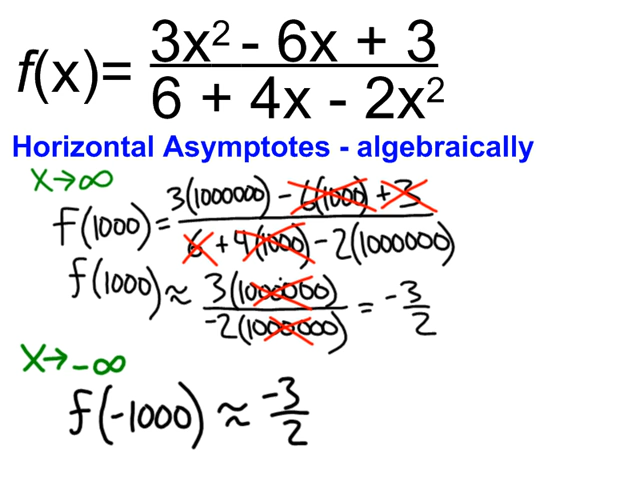 f(x)= 3x² - 6x + 3 / 6 + 4x - 2x²
Horizontal Asymptotes - algebraically
x→∞
f(1000) = 3(1000000) - 6(1000) + 3 / 6 + 4(1000) - 2(1000000)
f(1000) ≈ 3(1000000) / -2(1000000) = -3/2
x→-∞
f(-1000) ≈ -3/2